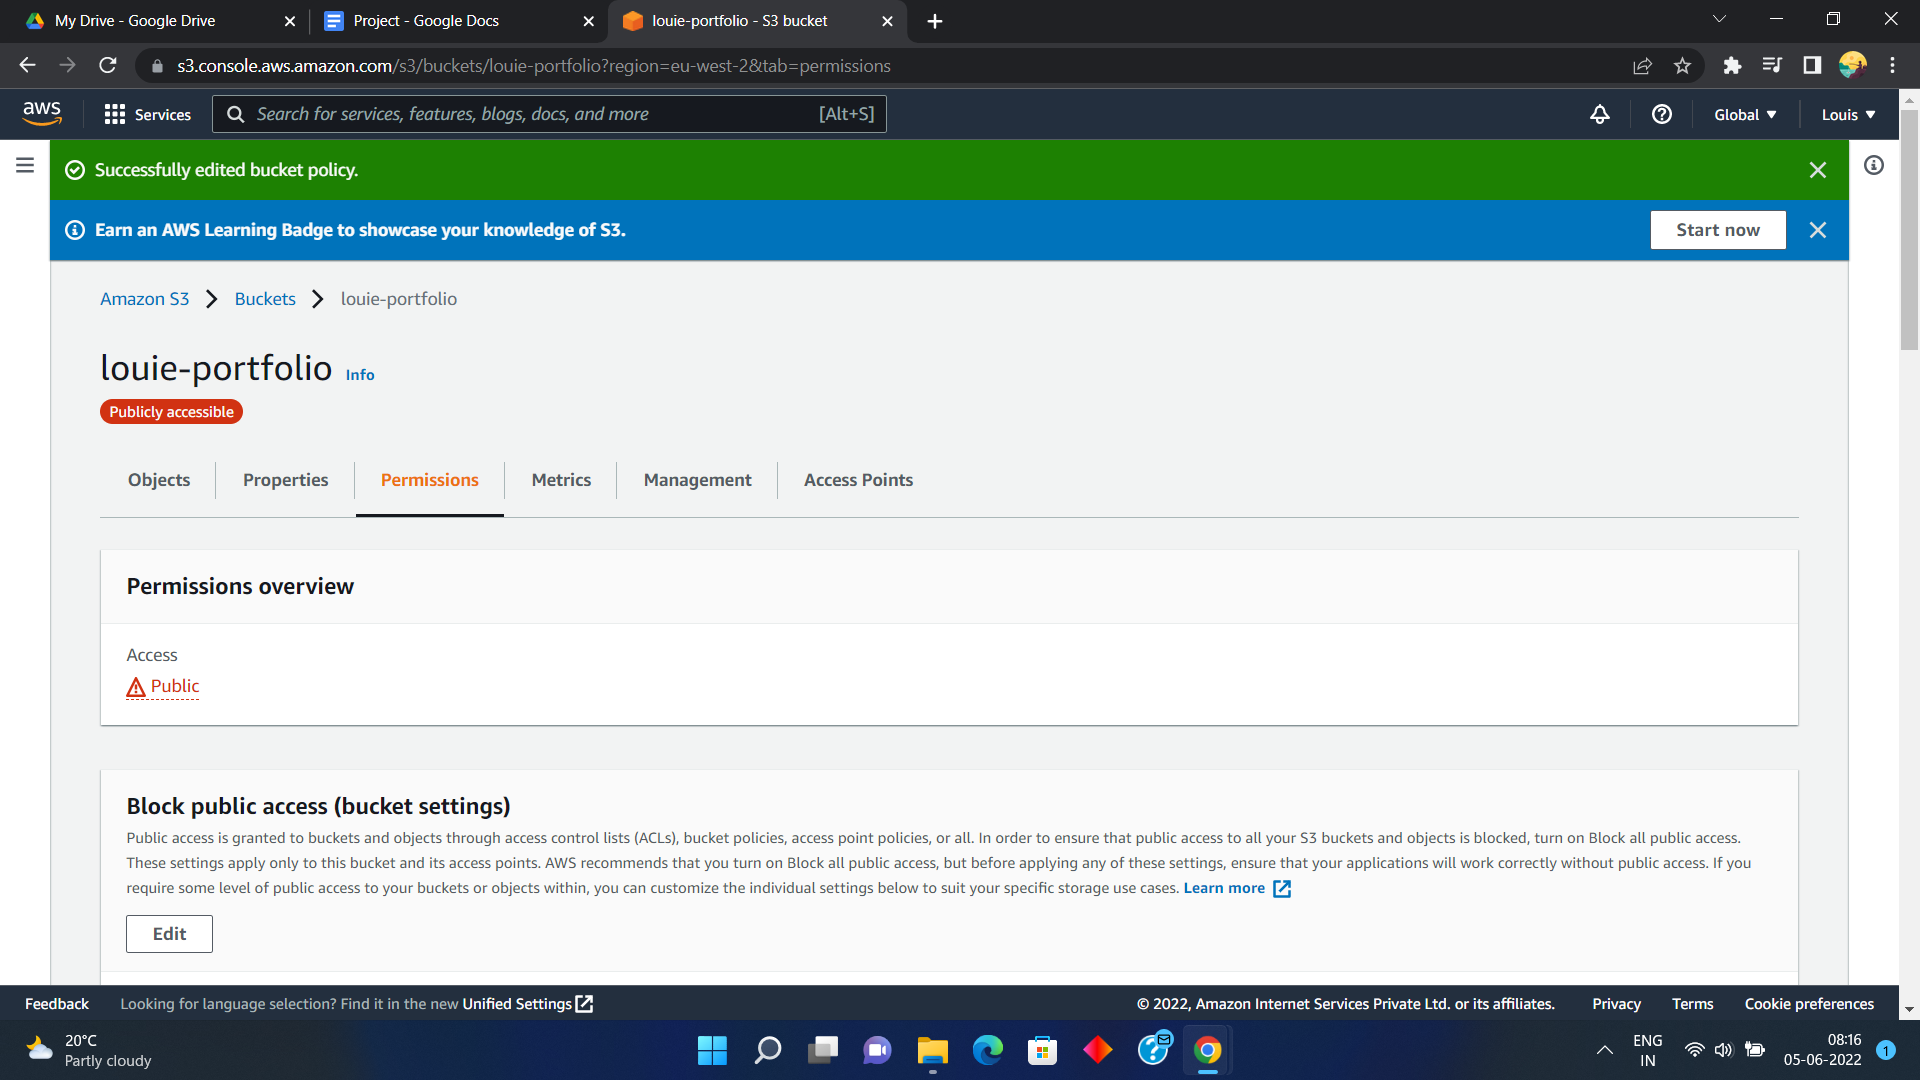 My Drive - Google Drive
Project - Google Docs
louie-portfolio - S3 bucket
s3.console.aws.amazon.com/s3/buckets/louie-portfolio?region=eu-west-2&tab=permissions
aws
Services
Search for services, features, blogs, docs, and more
[Alt+S]
Global
Louis
Successfully edited bucket policy.
Earn an AWS Learning Badge to showcase your knowledge of S3.
Start now
Amazon S3
Buckets
louie-portfolio
louie-portfolio
Info
Publicly accessible
Objects
Properties
Permissions
Metrics
Management
Access Points
Permissions overview
Access
Public
Block public access (bucket settings)
Public access is granted to buckets and objects through access control lists (ACLs), bucket policies, access point policies, or all. In order to ensure that public access to all your S3 buckets and objects is blocked, turn on Block all public access.
These settings apply only to this bucket and its access points. AWS recommends that you turn on Block all public access, but before applying any of these settings, ensure that your applications will work correctly without public access. If you
require some level of public access to your buckets or objects within, you can customize the individual settings below to suit your specific storage use cases. Learn more
Edit
Feedback
Looking for language selection? Find it in the new Unified Settings
© 2022, Amazon Internet Services Private Ltd. or its affiliates.
Privacy
Terms
Cookie preferences
20°C
Partly cloudy
ENG
IN
08:16
05-06-2022
1